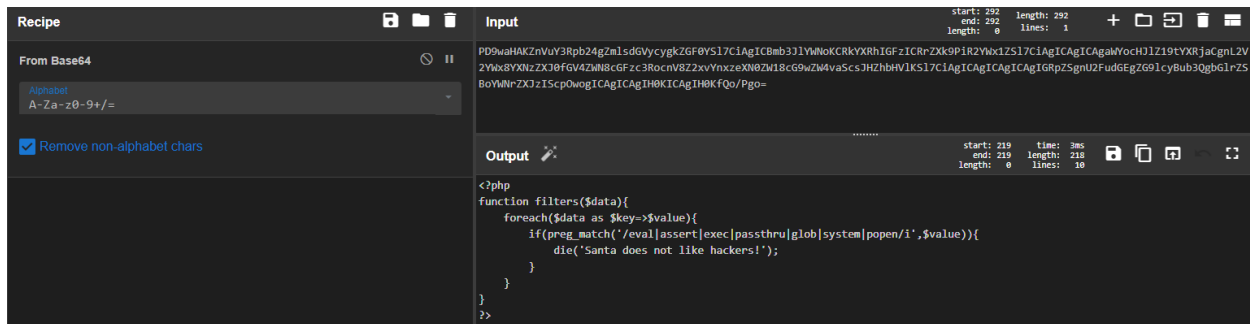 Recipe
From Base64
Alphabet
A-Za-z0-9+/=
Remove non-alphabet chars
Input
start: 292
end: 292
length: 0
length: 292
lines: 1
PD9waHAKZnVuY3Rpb24gZmlsdGVycygkZGF0YSl7CiAgICBmb3JlYWNoKCRkYXRhIGFzICRrZXk9PiR2YWx1ZSl7CiAgICAgICAgaWYocHJlZ19tYXRjaCgnL2V
2YWx8YXNzZXJ0fGV4ZWN8cGFzc3RocnV8Z2xvYnxzeXN0ZW18cG9wZW4vaScsJHZhbHVlKSl7CiAgICAgICAgICAgIGRpZSgnU2FudGEgZG9lcyBub3QgbGlrZS
BoYWNrZXJzIScpOwogICAgICAgIH0KICAgIH0KfQo/Pgo=
Output
start: 219
end: 219
length: 0
time: 3ms
length: 218
lines: 10
<?php
function filters($data){
foreach($data as $key=>$value){
if(preg_match('/eval|assert|exec|passthru|glob|system|popen/i',$value)){
die('Santa does not like hackers!');
}
}
}
?>